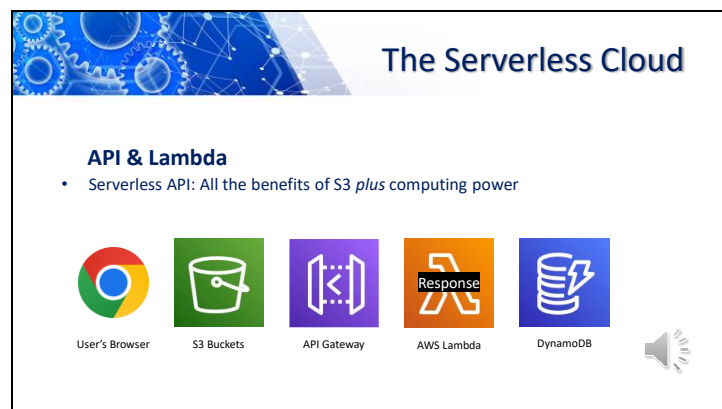 The Serverless Cloud
API & Lambda
• Serverless API: All the benefits of S3 plus computing power
Response
User's Browser
S3 Buckets
API Gateway
AWS Lambda
DynamoDB